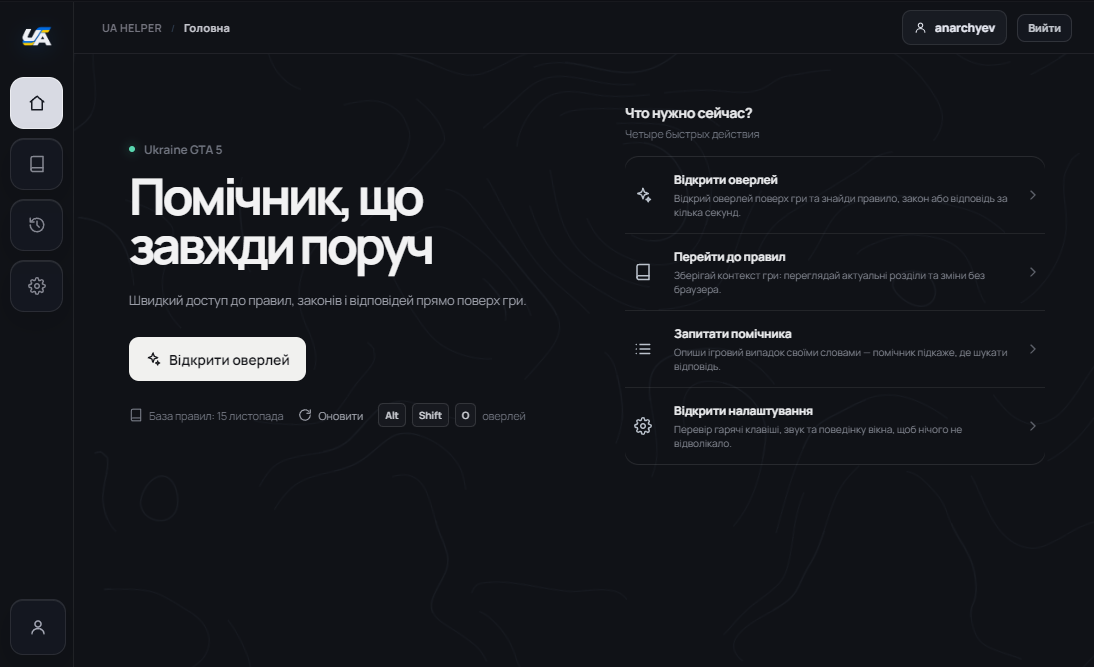 UA
UA HELPER / Головна
anarchyev
Вийти
Ukraine GTA 5
Помічник, що
завжди поруч
Швидкий доступ до правил, законів і відповідей прямо поверх гри.
Відкрити оверлей
База правил: 15 листопада Оновити Alt Shift O оверлей
Что нужно сейчас?
Четыре быстрых действия
Відкрити оверлей
Відкрий оверлей поверх гри та знайди правило, закон або відповідь за
кілька секунд.
Перейти до правил
Зберігай контекст гри: переглядай актуальні розділи та зміни без
браузера.
Запитати помічника
Опиши ігровий випадок своїми словами — помічник підкаже, де шукати
відповідь.
Відкрити налаштування
Перевір гарячі клавіші, звук та поведінку вікна, щоб нічого не
відволікало.